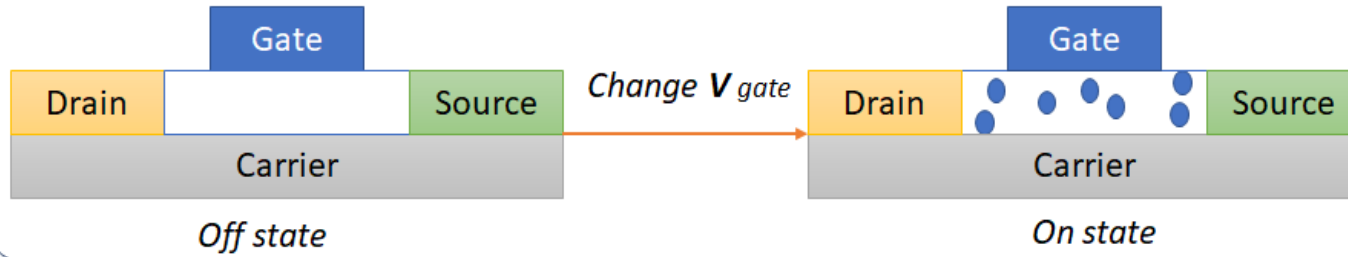 Gate
Drain
Source
Carrier
Off state
Change V gate
Gate
Drain
Source
Carrier
On state